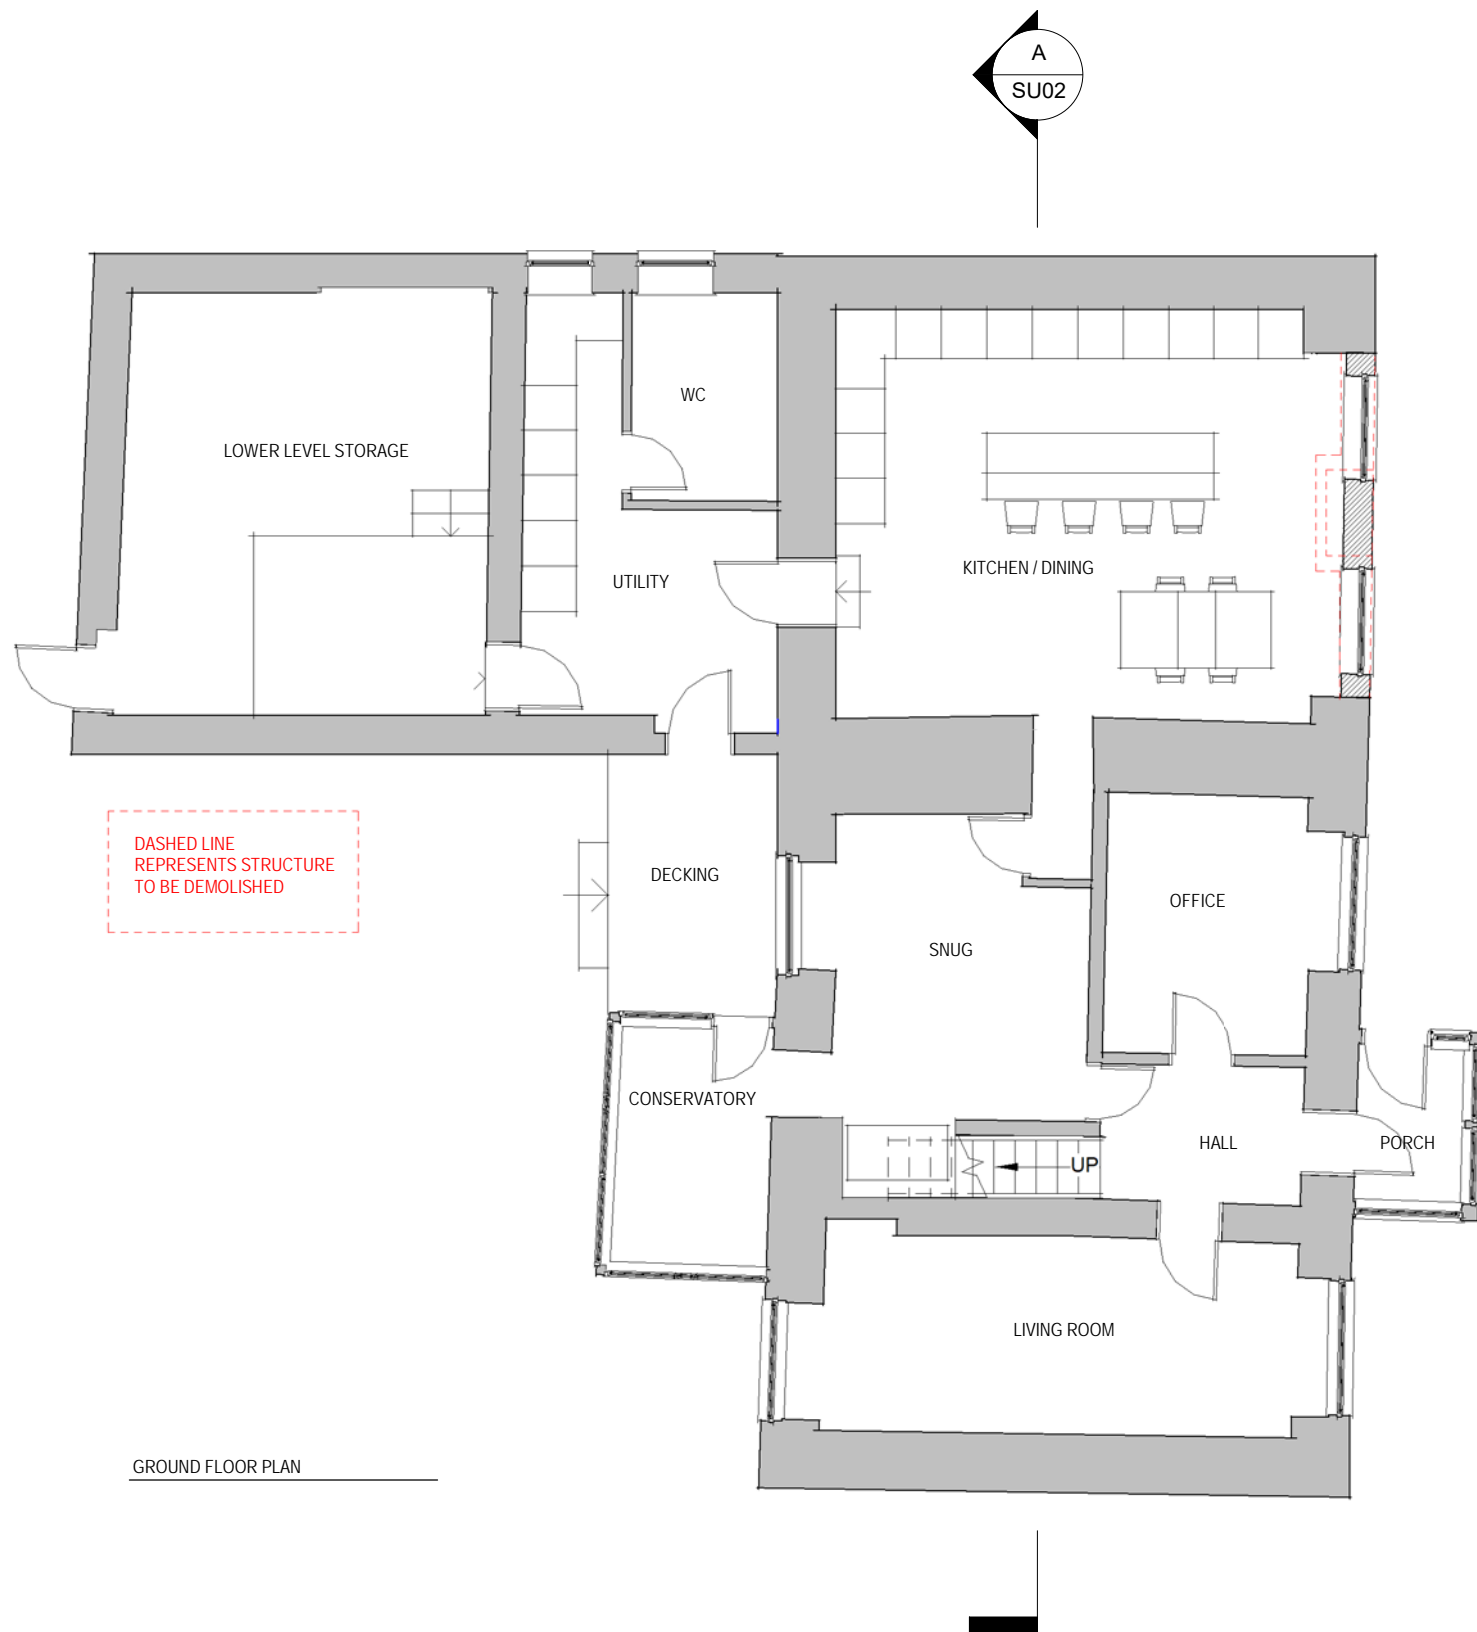 A
SU02
WC
LOWER LEVEL STORAGE
KITCHEN / DINING
UTILITY
DASHED LINE
REPRESENTS STRUCTURE
TO BE DEMOLISHED
DECKING
OFFICE
SNUG
CONSERVATORY
HALL
PORCH
UP
LIVING ROOM
GROUND FLOOR PLAN